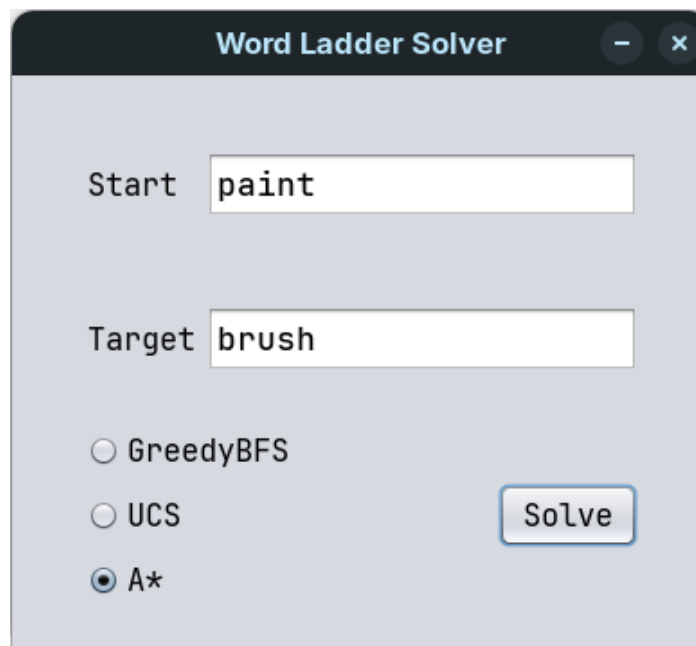 Word Ladder Solver
Start paint
Target brush
GreedyBFS
UCS
Solve
A*